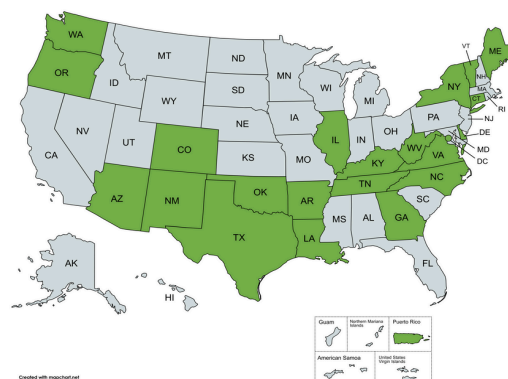 WA
VT
ME
MT
ND
OR
MN
NH
ID
WI
NY
MA
SD
MI
CT
RI
WY
IA
PA
NJ
NE
NV
OH
IL
IN
DE
UT
CO
WV
MD
CA
KS
MO
VA
DC
KY
NC
TN
OK
AZ
NM
AR
SC
MS
AL
GA
TX
LA
FL
AK
HI
Guam
Northern Mariana
Islands
Puerto Rico
American Samoa
United States
Virgin Islands
Created with mapchart.net